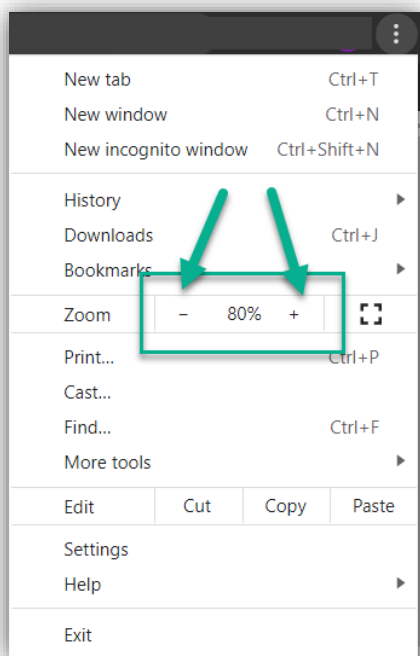 New tab Ctrl+T
New window Ctrl+N
New incognito window Ctrl+Shift+N
History
Downloads Ctrl+J
Bookmarks
Zoom − 80% +
Print... Ctrl+P
Cast...
Find... Ctrl+F
More tools
Edit Cut Copy Paste
Settings
Help
Exit